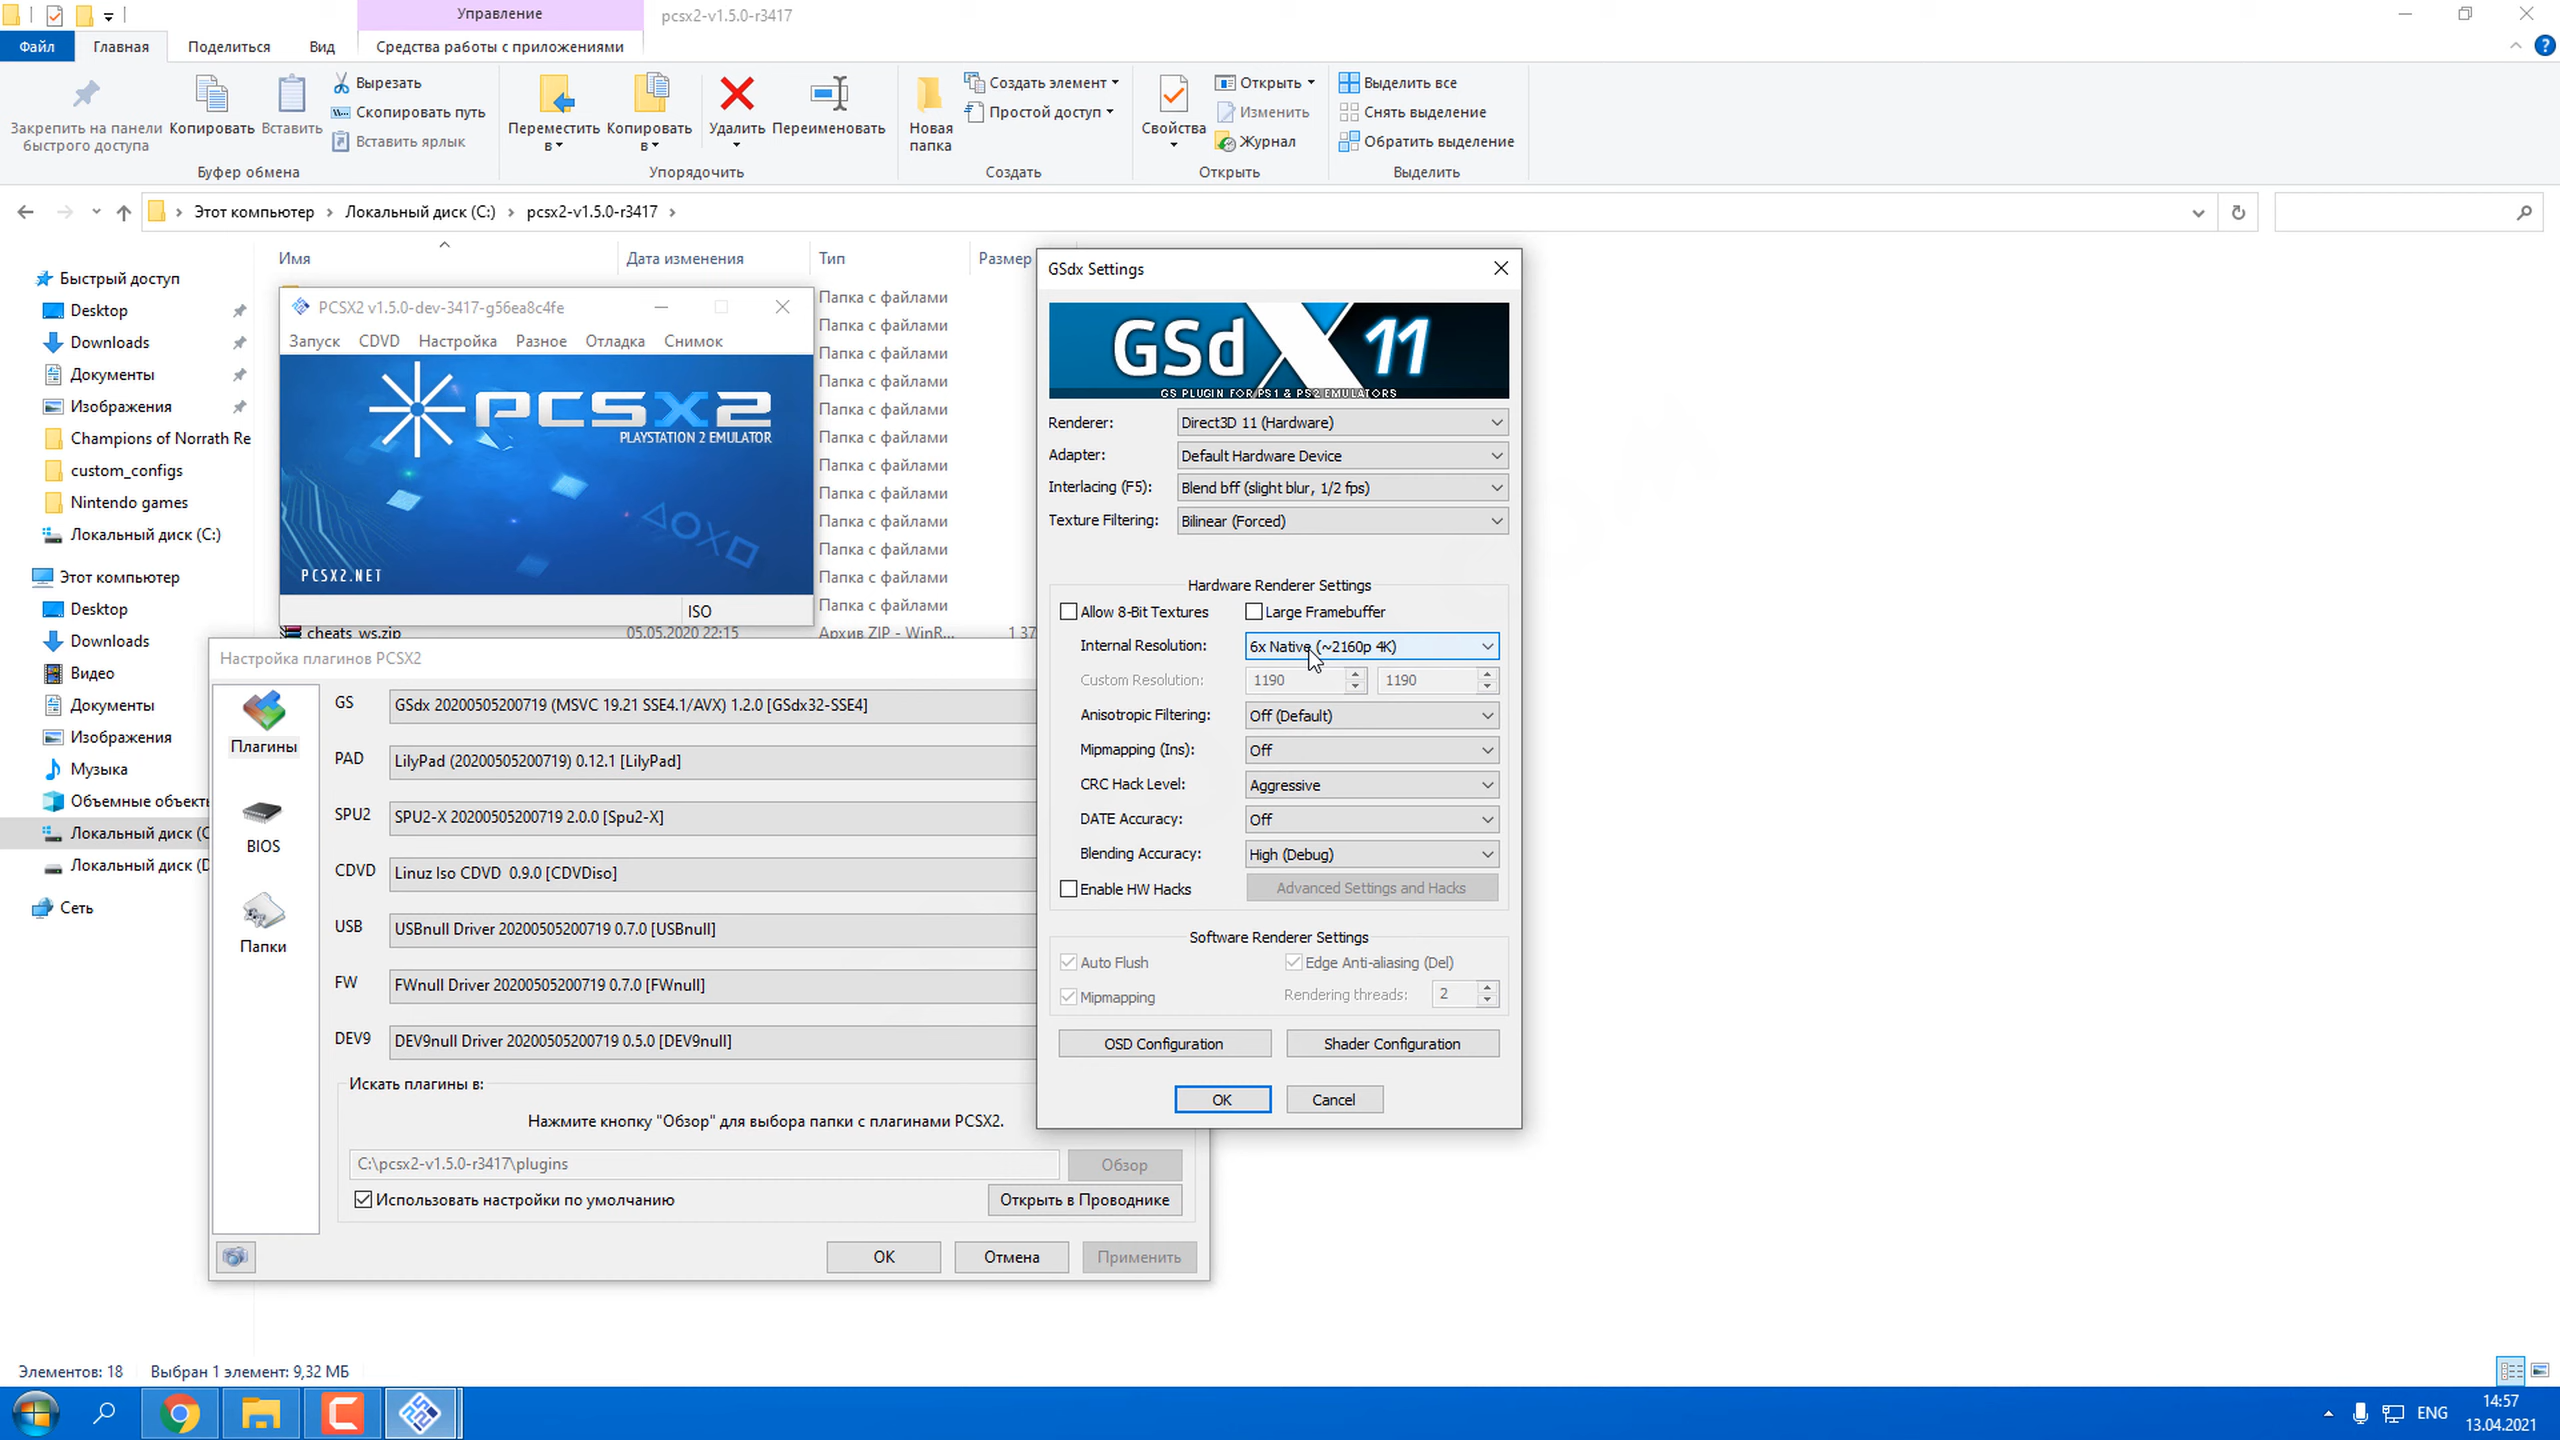 Управление
pcsx2-v1.5.0-r3417
Файл
Главная
Поделиться
Вид
Средства работы с приложениями
Закрепить на панели быстрого доступа
Копировать
Вставить
Вырезать
Скопировать путь
Вставить ярлык
Буфер обмена
Переместить в
Копировать в
Удалить
Переименовать
Упорядочить
Новая папка
Создать элемент
Простой доступ
Создать
Свойства
Открыть
Изменить
Журнал
Открыть
Выделить все
Снять выделение
Обратить выделение
Выделить
Этот компьютер
Локальный диск (C:)
pcsx2-v1.5.0-r3417
Имя
Дата изменения
Тип
Размер
Быстрый доступ
Desktop
Downloads
Документы
Изображения
Champions of Norrath Re
custom_configs
Nintendo games
Локальный диск (C:)
Этот компьютер
Desktop
Downloads
Видео
Документы
Изображения
Музыка
Объемные объекты
Локальный диск (C
Локальный диск (D
Сеть
Папка с файлами
Папка с файлами
Папка с файлами
Папка с файлами
Папка с файлами
Папка с файлами
Папка с файлами
Папка с файлами
Папка с файлами
Папка с файлами
Папка с файлами
Папка с файлами
cheats_ws.zip
05.05.2020 22:15
Архив ZIP - WinR...
1 37
PCSX2 v1.5.0-dev-3417-g56ea8c4fe
Запуск
CDVD
Настройка
Разное
Отладка
Снимок
PCSX2
PLAYSTATION 2 EMULATOR
PCSX2.NET
ISO
Настройка плагинов PCSX2
Плагины
BIOS
Папки
GS
GSdx 20200505200719 (MSVC 19.21 SSE4.1/AVX) 1.2.0 [GSdx32-SSE4]
PAD
LilyPad (20200505200719) 0.12.1 [LilyPad]
SPU2
SPU2-X 20200505200719 2.0.0 [Spu2-X]
CDVD
Linuz Iso CDVD 0.9.0 [CDVDiso]
USB
USBnull Driver 20200505200719 0.7.0 [USBnull]
FW
FWnull Driver 20200505200719 0.7.0 [FWnull]
DEV9
DEV9null Driver 20200505200719 0.5.0 [DEV9null]
Искать плагины в:
Нажмите кнопку "Обзор" для выбора папки с плагинами PCSX2.
C:\pcsx2-v1.5.0-r3417\plugins
Обзор
Использовать настройки по умолчанию
Открыть в Проводнике
OK
Отмена
Применить
GSdx Settings
GSdX 11
GS PLUGIN FOR PS1 & PS2 EMULATORS
Renderer:
Direct3D 11 (Hardware)
Adapter:
Default Hardware Device
Interlacing (F5):
Blend bff (slight blur, 1/2 fps)
Texture Filtering:
Bilinear (Forced)
Hardware Renderer Settings
Allow 8-Bit Textures
Large Framebuffer
Internal Resolution:
6x Native (~2160p 4K)
Custom Resolution:
1190
1190
Anisotropic Filtering:
Off (Default)
Mipmapping (Ins):
Off
CRC Hack Level:
Aggressive
DATE Accuracy:
Off
Blending Accuracy:
High (Debug)
Enable HW Hacks
Advanced Settings and Hacks
Software Renderer Settings
Auto Flush
Edge Anti-aliasing (Del)
Mipmapping
Rendering threads:
2
OSD Configuration
Shader Configuration
OK
Cancel
Элементов: 18
Выбран 1 элемент: 9,32 МБ
ENG
14:57
13.04.2021